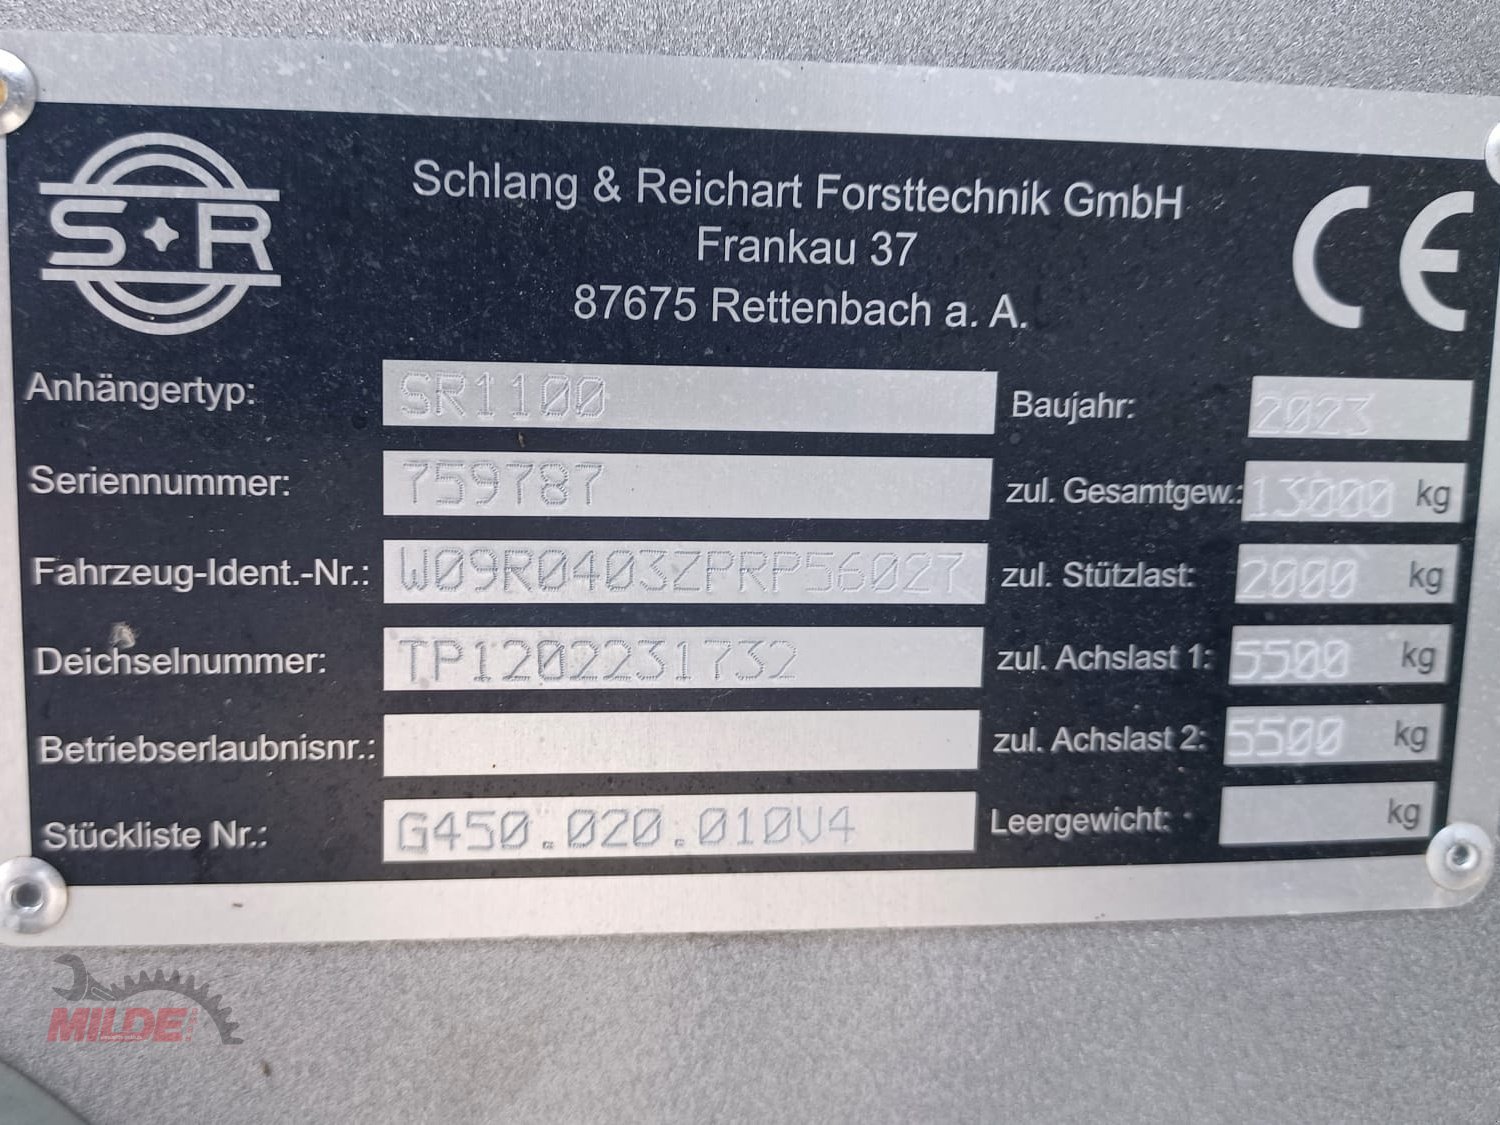 S R
Schlang & Reichart Forsttechnik GmbH
Frankau 37
87675 Rettenbach a. A.
CE
Anhängertyp: SR1100
Baujahr: 2023
Seriennummer: 759787
zul. Gesamtgew.: 13000 kg
Fahrzeug-Ident.-Nr.: W09R0403ZPRP56027
zul. Stützlast: 2000 kg
Deichselnummer: TP1202231732
zul. Achslast 1: 5500 kg
Betriebserlaubnisnr.:
zul. Achslast 2: 5500 kg
Stückliste Nr.: G450.020.010V4
Leergewicht: kg
MILDE